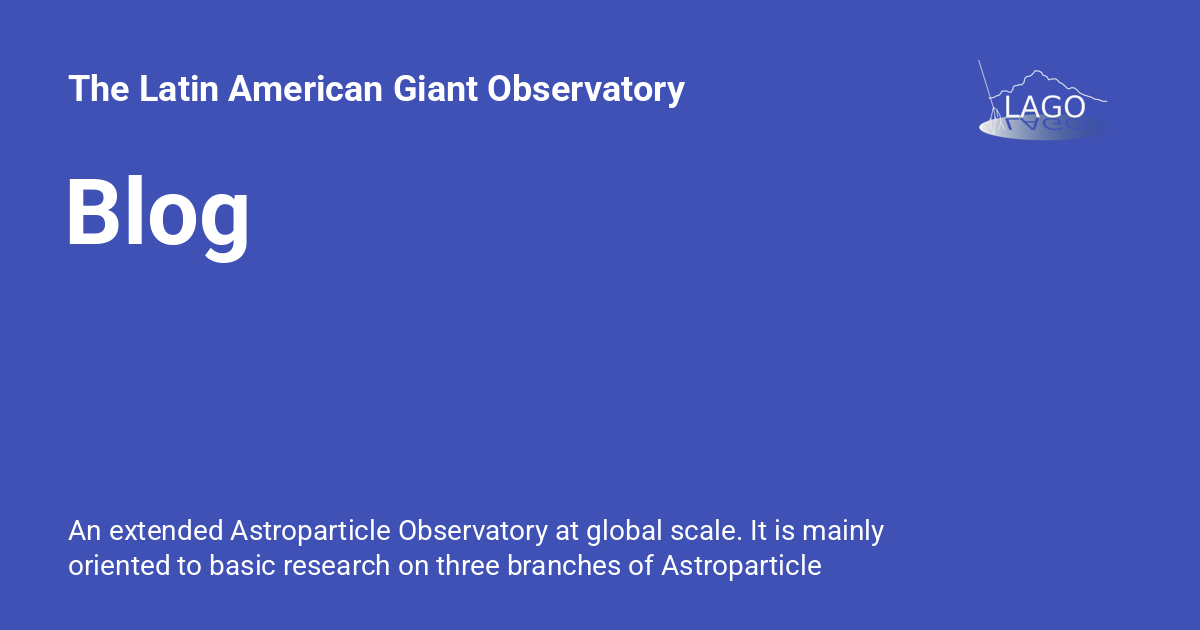 The Latin American Giant Observatory
LAGO
LAGO
Blog
An extended Astroparticle Observatory at global scale. It is mainly
oriented to basic research on three branches of Astroparticle